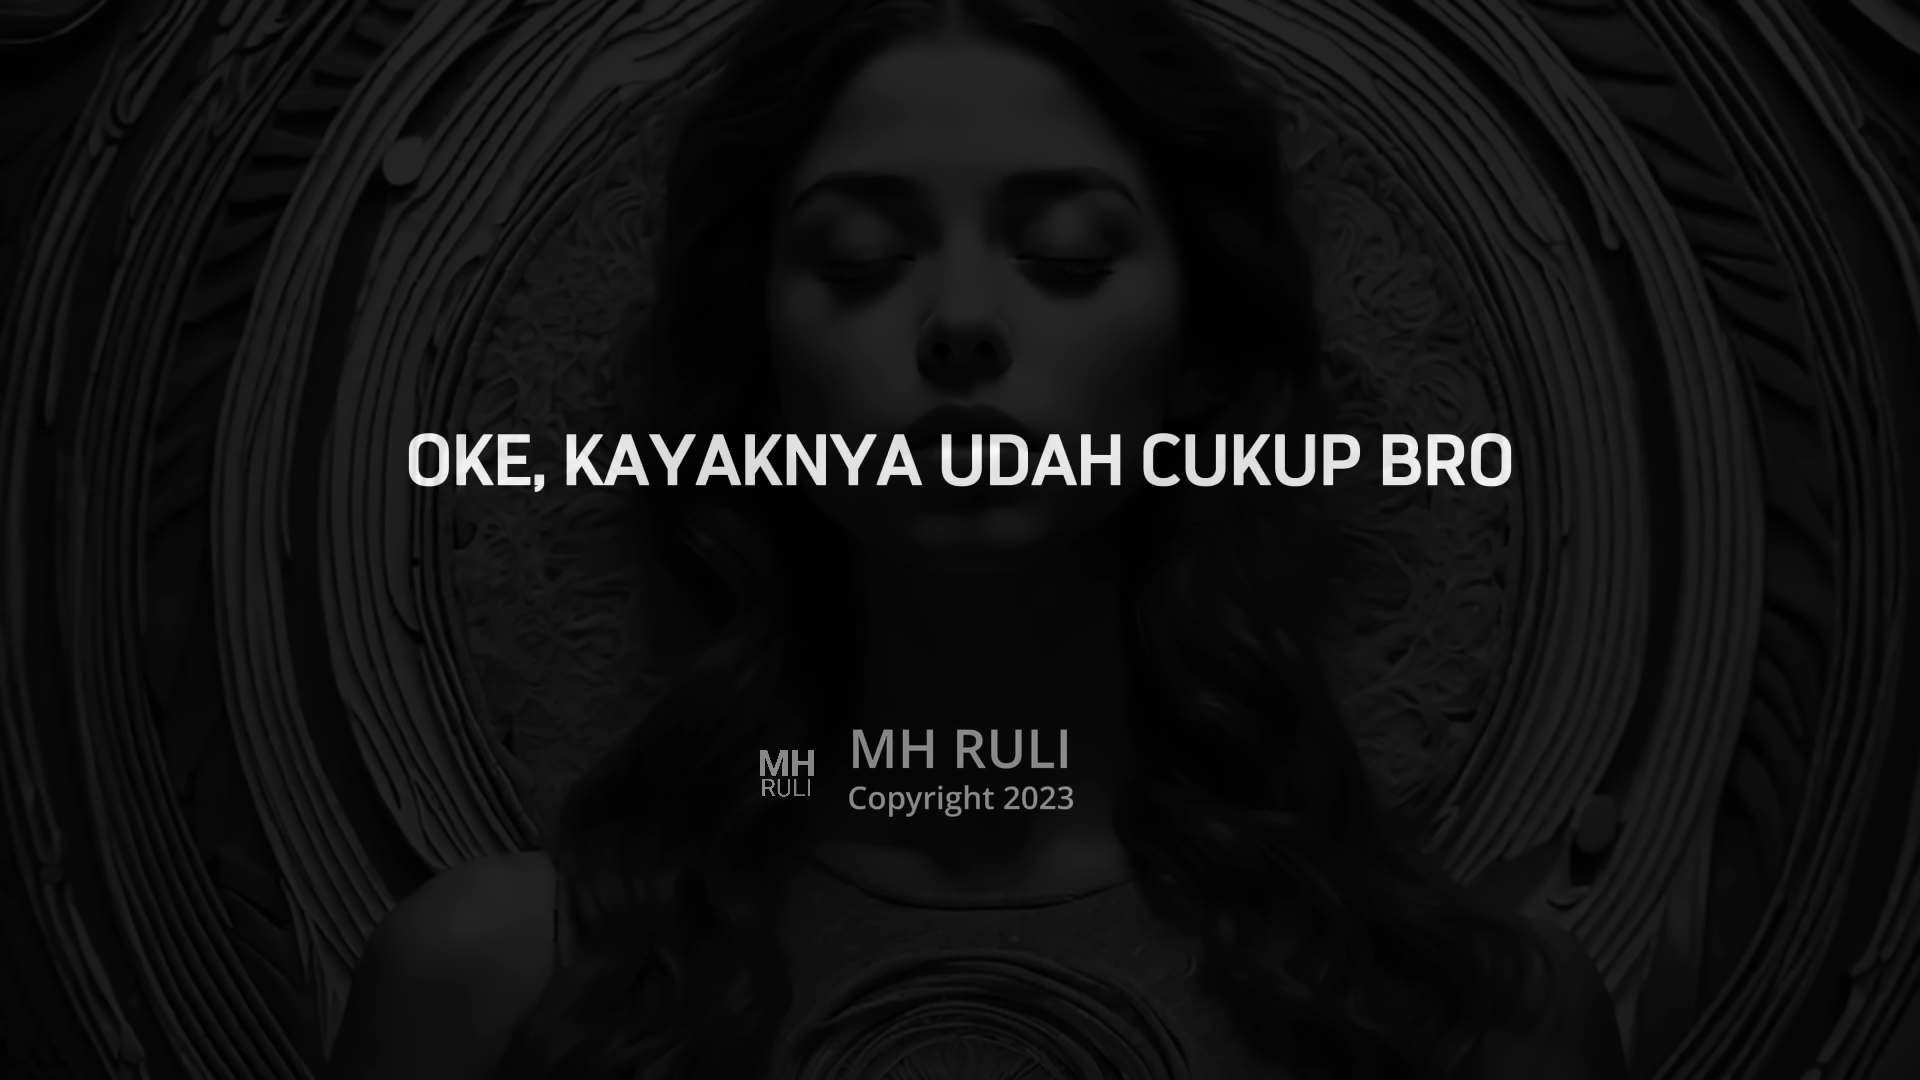 OKE, KAYAKNYA UDAH CUKUP BRO
MH
RULI
MH RULI
Copyright 2023